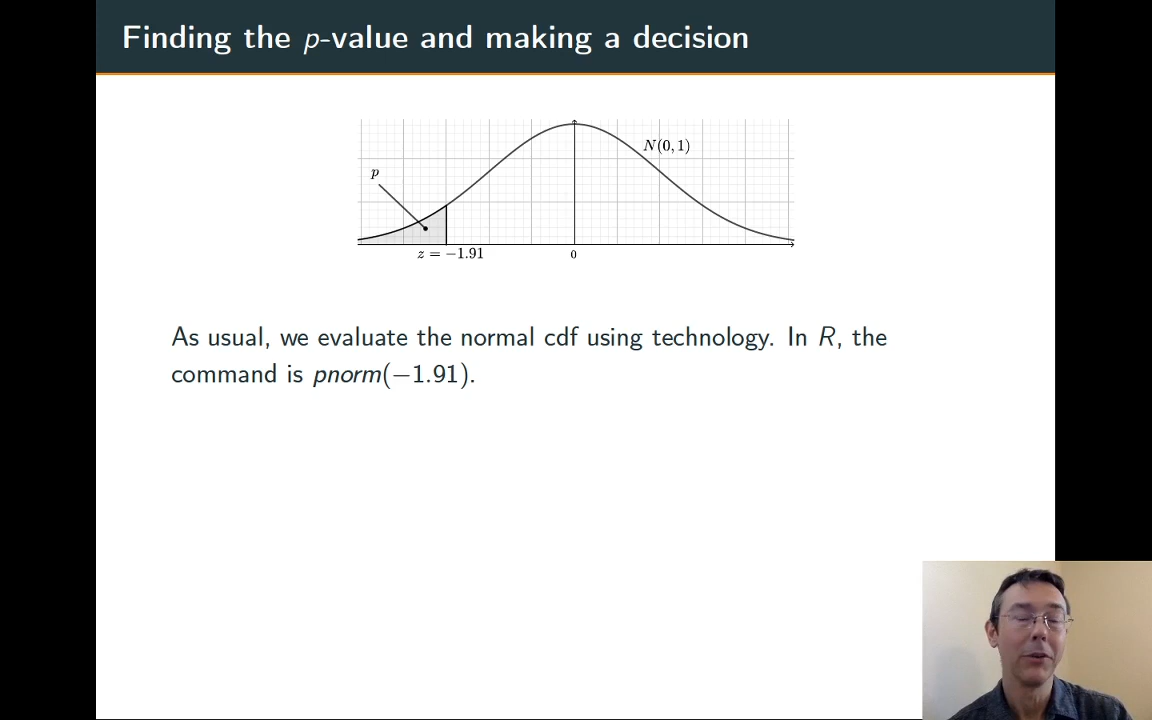 Finding the p-value and making a decision
N(0, 1)
p
z = −1.91
0
As usual, we evaluate the normal cdf using technology. In R, the
command is pnorm(−1.91).